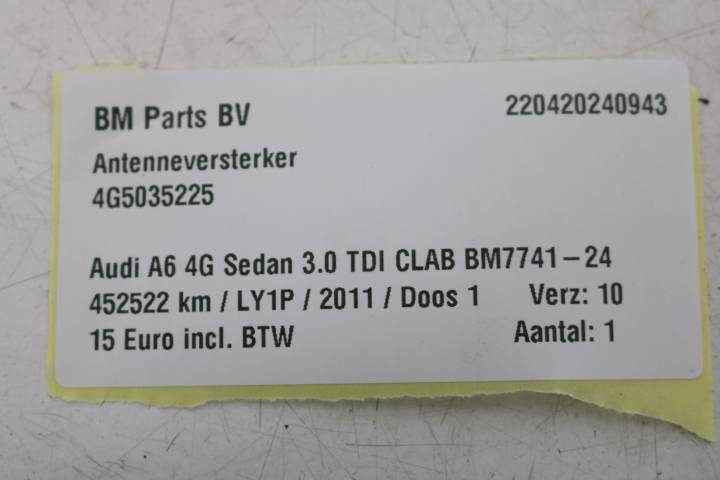 BM Parts BV 220420240943
Antenneversterker
4G5035225
Audi A6 4G Sedan 3.0 TDI CLAB BM7741-24
452522 km / LY1P / 2011 / Doos 1 Verz: 10
15 Euro incl. BTW Aantal: 1